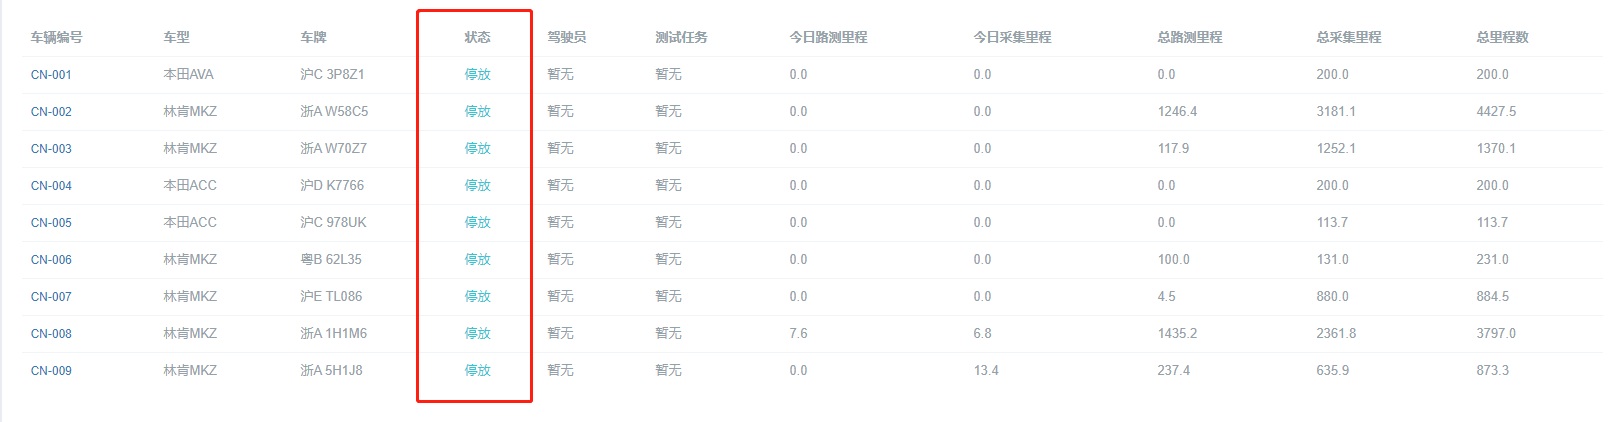 车辆编号 车型 车牌 状态 驾驶员 测试任务 今日路测里程 今日采集里程 总路测里程 总采集里程 总里程数
CN-001 本田AVA 沪C 3P8Z1 停放 暂无 暂无 0.0 0.0 0.0 200.0 200.0
CN-002 林肯MKZ 浙A W58C5 停放 暂无 暂无 0.0 0.0 1246.4 3181.1 4427.5
CN-003 林肯MKZ 浙A W70Z7 停放 暂无 暂无 0.0 0.0 117.9 1252.1 1370.1
CN-004 本田ACC 沪D K7766 停放 暂无 暂无 0.0 0.0 0.0 200.0 200.0
CN-005 本田ACC 沪C 978UK 停放 暂无 暂无 0.0 0.0 0.0 113.7 113.7
CN-006 林肯MKZ 粤B 62L35 停放 暂无 暂无 0.0 0.0 100.0 131.0 231.0
CN-007 林肯MKZ 沪E TL086 停放 暂无 暂无 0.0 0.0 4.5 880.0 884.5
CN-008 林肯MKZ 浙A 1H1M6 停放 暂无 暂无 7.6 6.8 1435.2 2361.8 3797.0
CN-009 林肯MKZ 浙A 5H1J8 停放 暂无 暂无 0.0 13.4 237.4 635.9 873.3